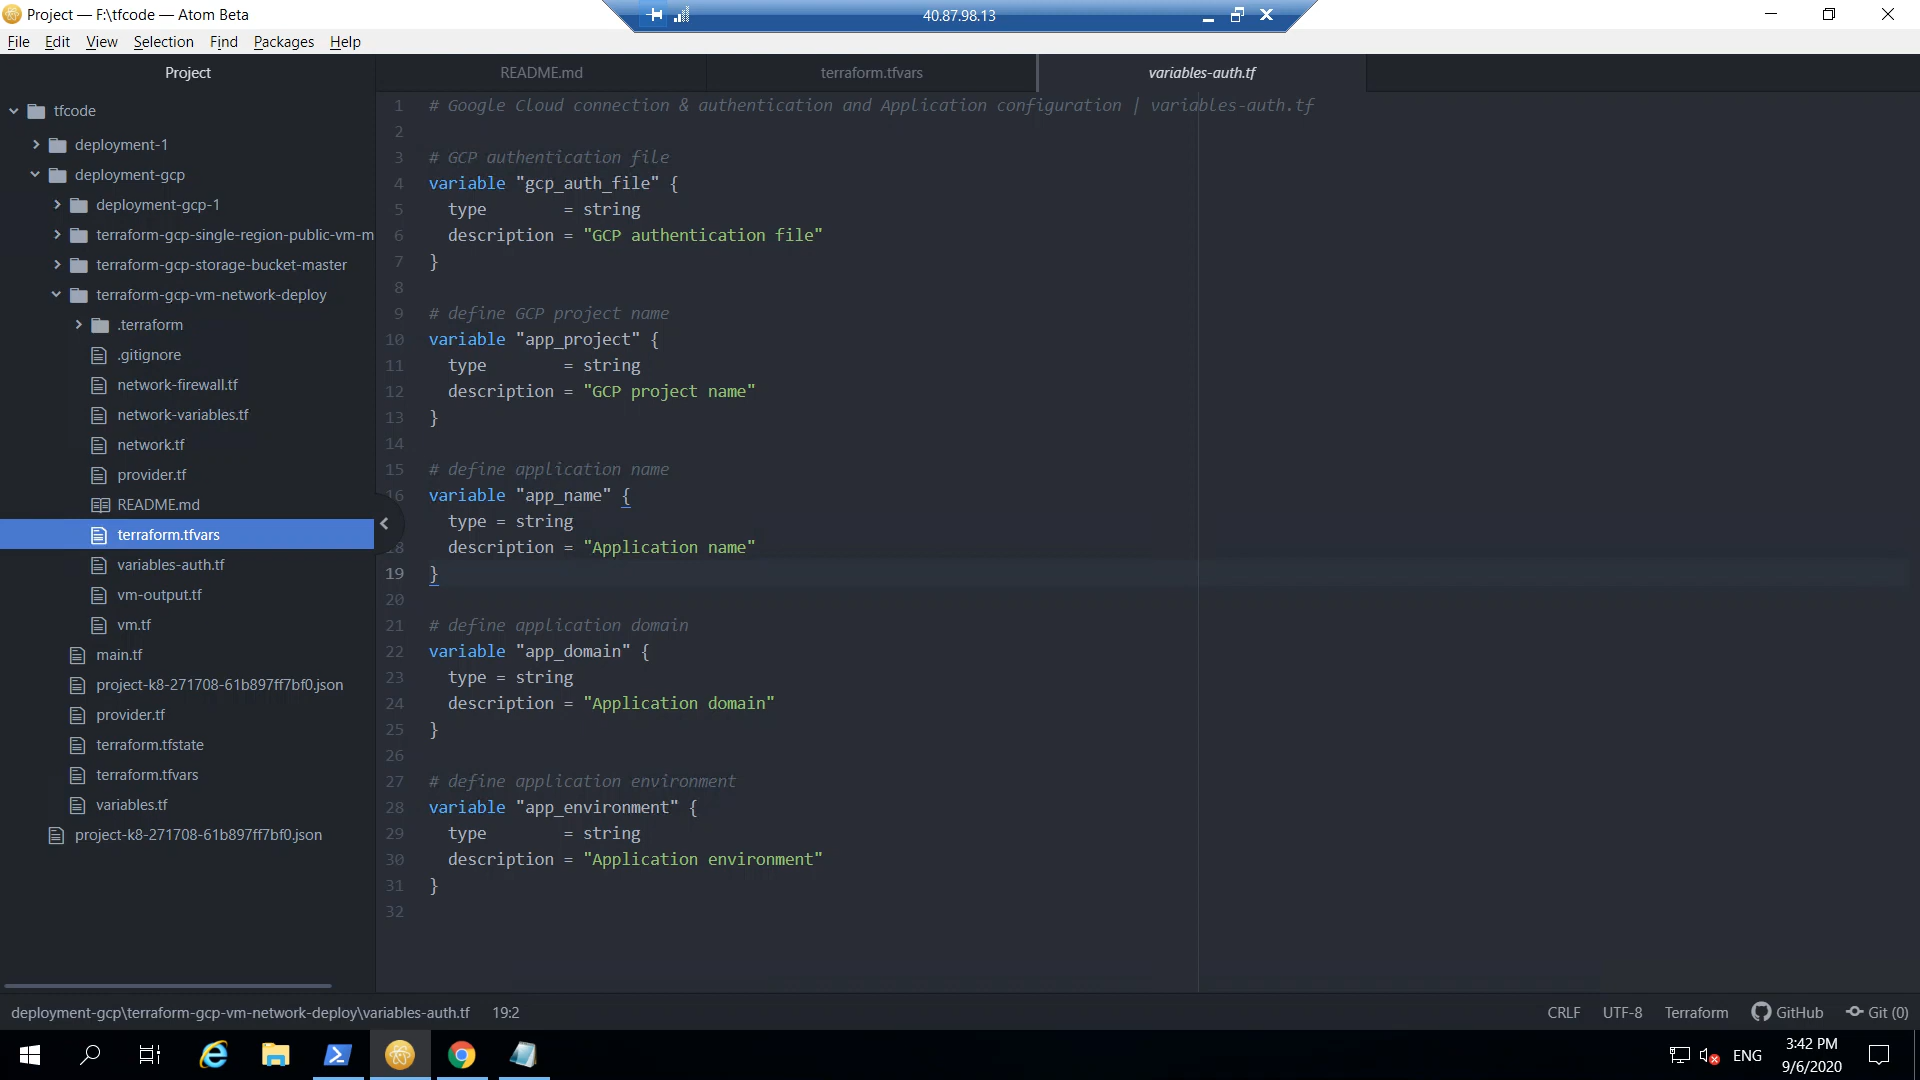 Project — F:\tfcode — Atom Beta
40.87.98.13
File Edit View Selection Find Packages Help
Project
README.md
terraform.tfvars
variables-auth.tf
tfcode
deployment-1
deployment-gcp
deployment-gcp-1
terraform-gcp-single-region-public-vm-m
terraform-gcp-storage-bucket-master
terraform-gcp-vm-network-deploy
.terraform
.gitignore
network-firewall.tf
network-variables.tf
network.tf
provider.tf
README.md
terraform.tfvars
variables-auth.tf
vm-output.tf
vm.tf
main.tf
project-k8-271708-61b897ff7bf0.json
provider.tf
terraform.tfstate
terraform.tfvars
variables.tf
project-k8-271708-61b897ff7bf0.json
1 # Google Cloud connection & authentication and Application configuration | variables-auth.tf
2
3 # GCP authentication file
4 variable "gcp_auth_file" {
5 type        = string
6 description = "GCP authentication file"
7 }
8
9 # define GCP project name
10 variable "app_project" {
11 type        = string
12 description = "GCP project name"
13 }
14
15 # define application name
16 variable "app_name" {
type = string
8 description = "Application name"
19 }
20
21 # define application domain
22 variable "app_domain" {
23 type = string
24 description = "Application domain"
25 }
26
27 # define application environment
28 variable "app_environment" {
29 type        = string
30 description = "Application environment"
31 }
32
deployment-gcp\terraform-gcp-vm-network-deploy\variables-auth.tf 19:2
CRLF UTF-8 Terraform GitHub Git (0)
ENG
3:42 PM
9/6/2020